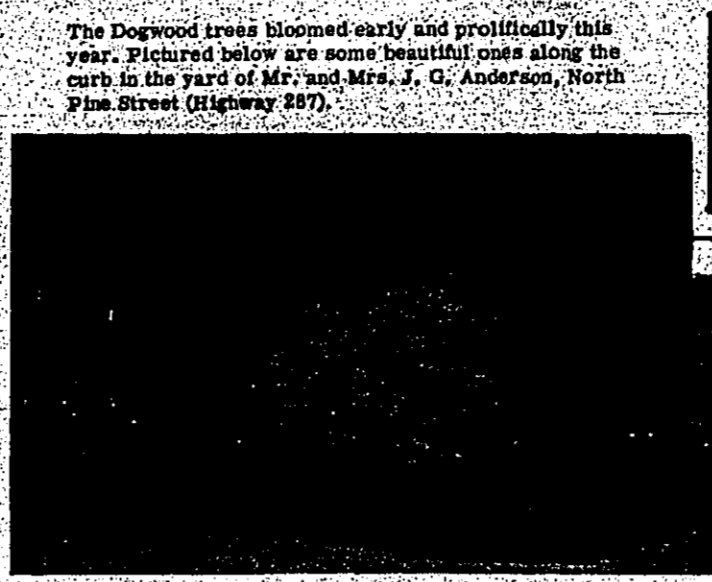 The Dogwood trees bloomed early and prolifically this
year. Pictured below are some beautiful ones along the
curb in the yard of Mr. and Mrs. J. G. Anderson, North
Pine Street (Highway 287).